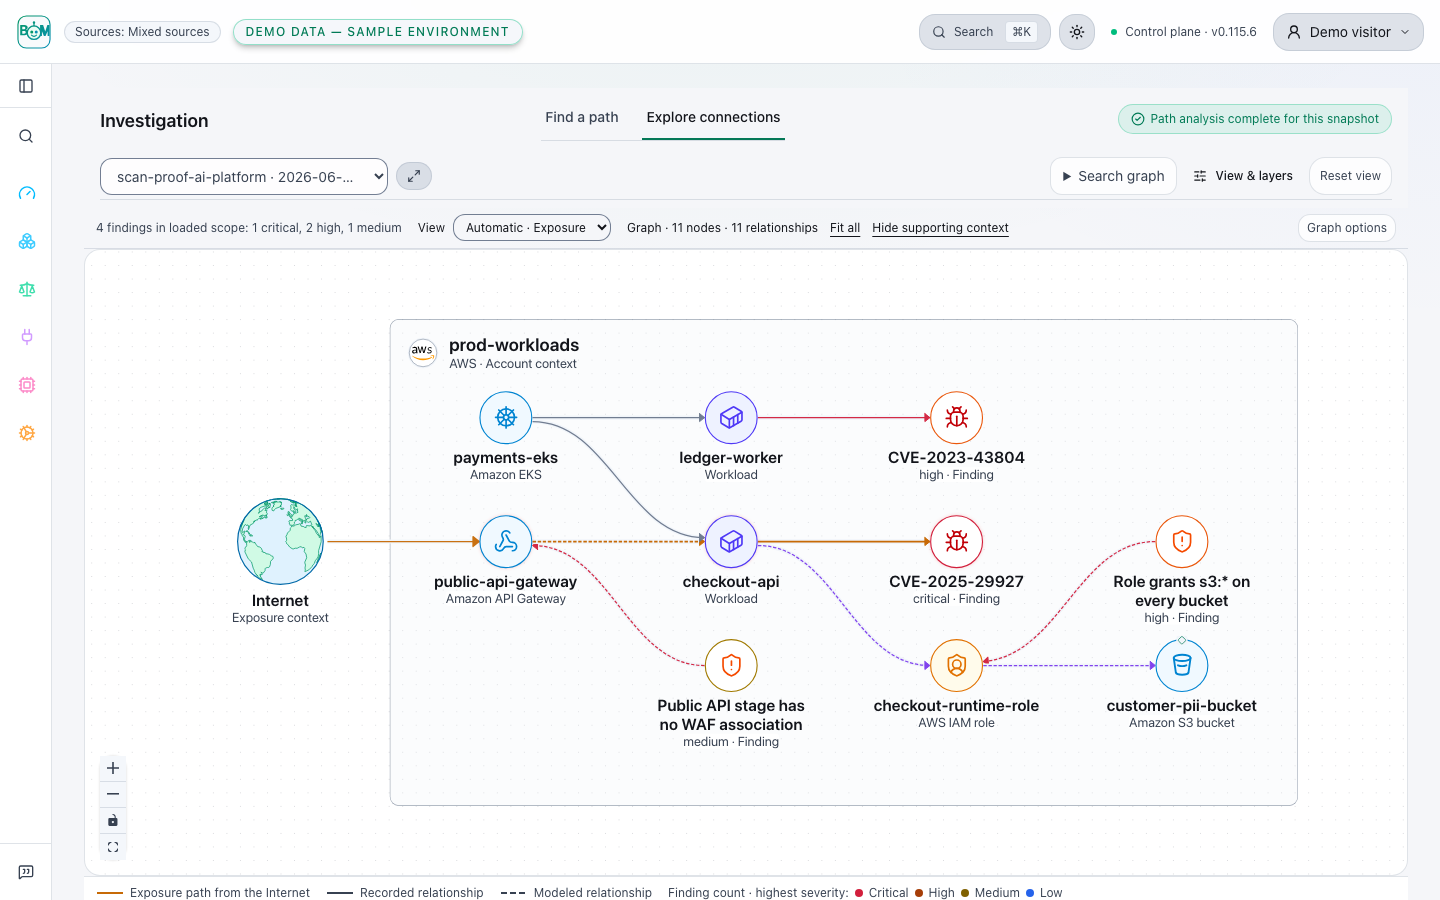 BOM
Sources: Mixed sources
DEMO DATA — SAMPLE ENVIRONMENT
Search ⌘K
Control plane · v0.115.6
Demo visitor
Investigation
Find a path
Explore connections
Path analysis complete for this snapshot
scan-proof-ai-platform · 2026-06-...
Search graph
View & layers
Reset view
4 findings in loaded scope: 1 critical, 2 high, 1 medium
View
Automatic · Exposure
Graph · 11 nodes · 11 relationships
Fit all
Hide supporting context
Graph options
aws
prod-workloads
AWS · Account context
payments-eks
Amazon EKS
ledger-worker
Workload
CVE-2023-43804
high · Finding
Internet
Exposure context
public-api-gateway
Amazon API Gateway
checkout-api
Workload
CVE-2025-29927
critical · Finding
Role grants s3:* on
every bucket
high · Finding
Public API stage has
no WAF association
medium · Finding
checkout-runtime-role
AWS IAM role
customer-pii-bucket
Amazon S3 bucket
Exposure path from the Internet
Recorded relationship
Modeled relationship
Finding count · highest severity:
Critical
High
Medium
Low